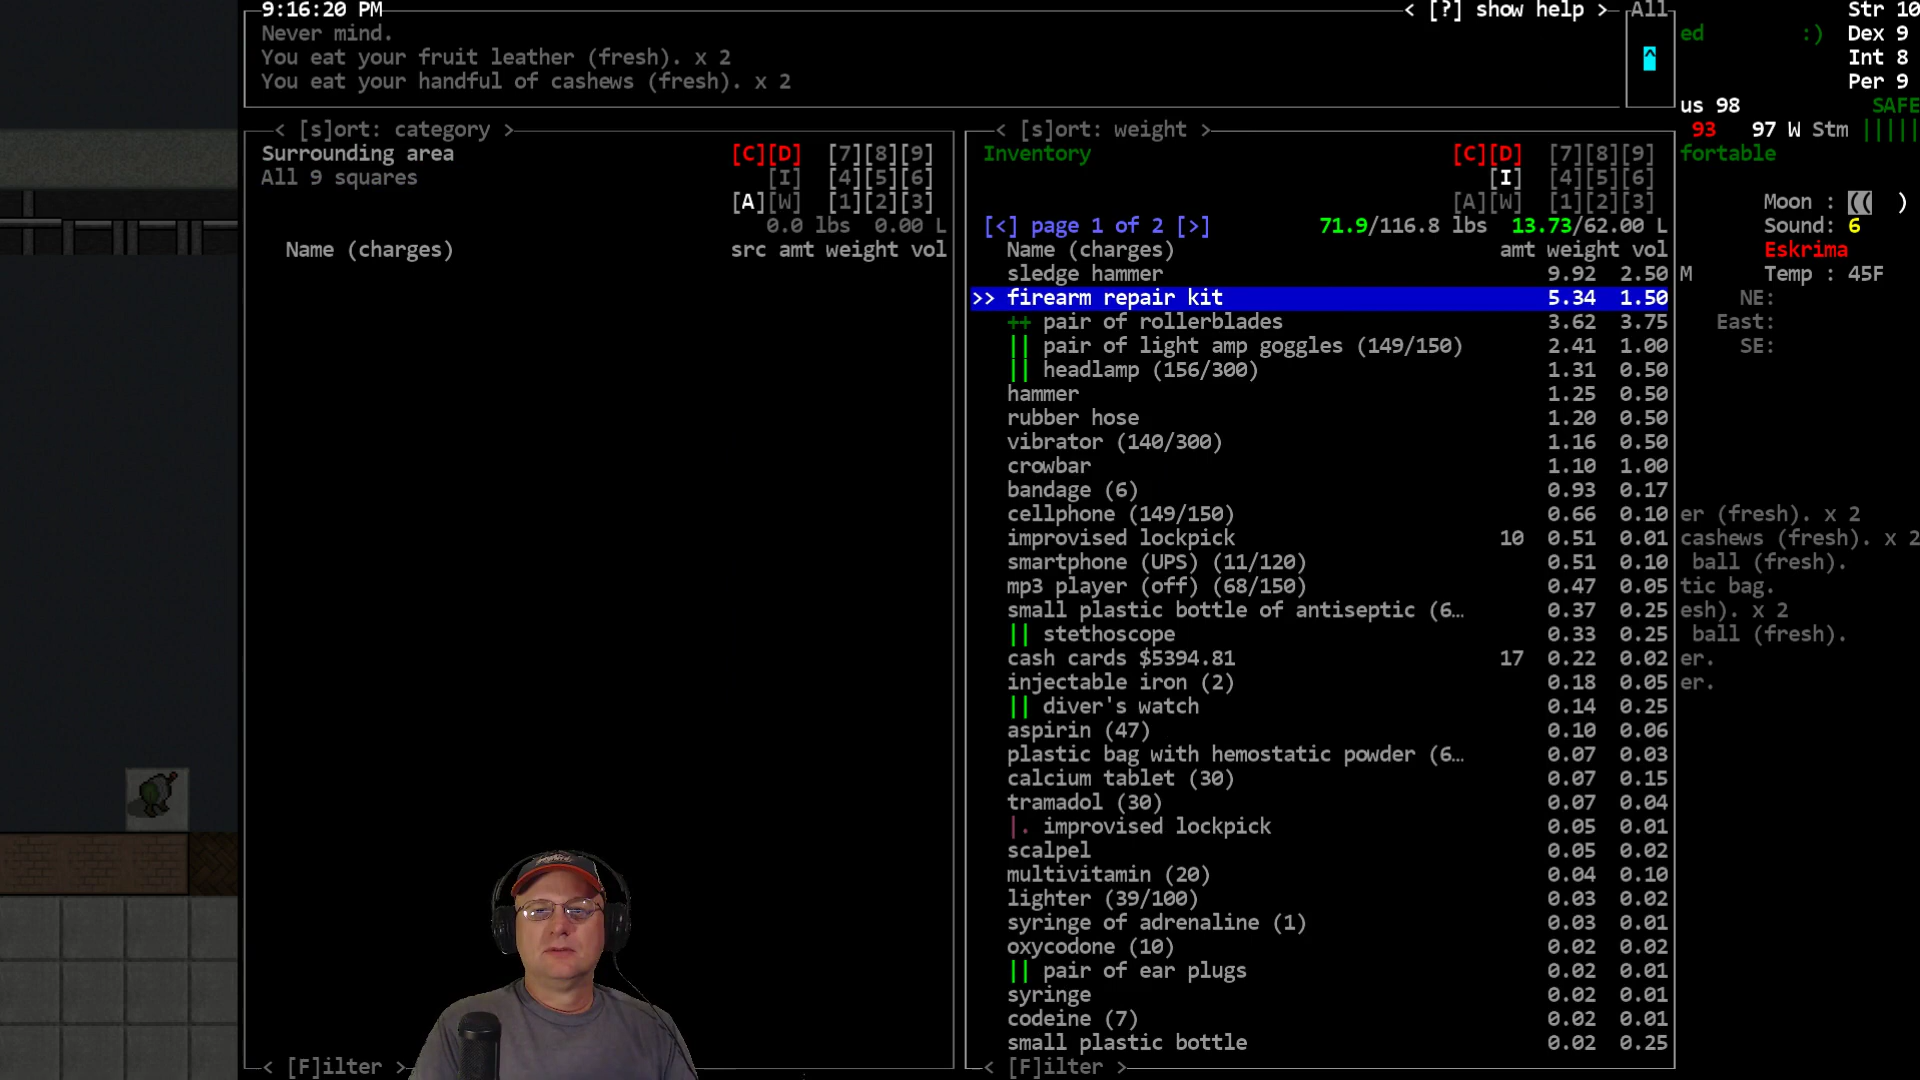 9:16:20 PM
< [?] show help >
Never mind.
You eat your fruit leather (fresh). x 2
You eat your handful of cashews (fresh). x 2
All
^
ed :)
Str 10
Dex 9
Int 8
Per 9
us 98 SAFE
93 97 W Stm |||||
fortable
Moon : (( )
Sound: 6
Eskrima
M Temp : 45F
NE:
East:
SE:
er (fresh). x 2
cashews (fresh). x 2
ball (fresh).
tic bag.
esh). x 2
ball (fresh).
er.
er.
< [s]ort: category >
Surrounding area [C][D] [7][8][9]
All 9 squares [I] [4][5][6]
[A][W] [1][2][3]
0.0 lbs 0.00 L
Name (charges) src amt weight vol
< [F]ilter >
< [s]ort: weight >
Inventory [C][D] [7][8][9]
[I] [4][5][6]
[A][W] [1][2][3]
[<] page 1 of 2 [>] 71.9/116.8 lbs 13.73/62.00 L
Name (charges) amt weight vol
sledge hammer 9.92 2.50
>> firearm repair kit 5.34 1.50
++ pair of rollerblades 3.62 3.75
|| pair of light amp goggles (149/150) 2.41 1.00
|| headlamp (156/300) 1.31 0.50
hammer 1.25 0.50
rubber hose 1.20 0.50
vibrator (140/300) 1.16 0.50
crowbar 1.10 1.00
bandage (6) 0.93 0.17
cellphone (149/150) 0.66 0.10
improvised lockpick 10 0.51 0.01
smartphone (UPS) (11/120) 0.51 0.10
mp3 player (off) (68/150) 0.47 0.05
small plastic bottle of antiseptic (6… 0.37 0.25
|| stethoscope 0.33 0.25
cash cards $5394.81 17 0.22 0.02
injectable iron (2) 0.18 0.05
|| diver's watch 0.14 0.25
aspirin (47) 0.10 0.06
plastic bag with hemostatic powder (6… 0.07 0.03
calcium tablet (30) 0.07 0.15
tramadol (30) 0.07 0.04
|. improvised lockpick 0.05 0.01
scalpel 0.05 0.02
multivitamin (20) 0.04 0.10
lighter (39/100) 0.03 0.02
syringe of adrenaline (1) 0.03 0.01
oxycodone (10) 0.02 0.02
|| pair of ear plugs 0.02 0.01
syringe 0.02 0.01
codeine (7) 0.02 0.01
small plastic bottle 0.02 0.25
< [F]ilter >